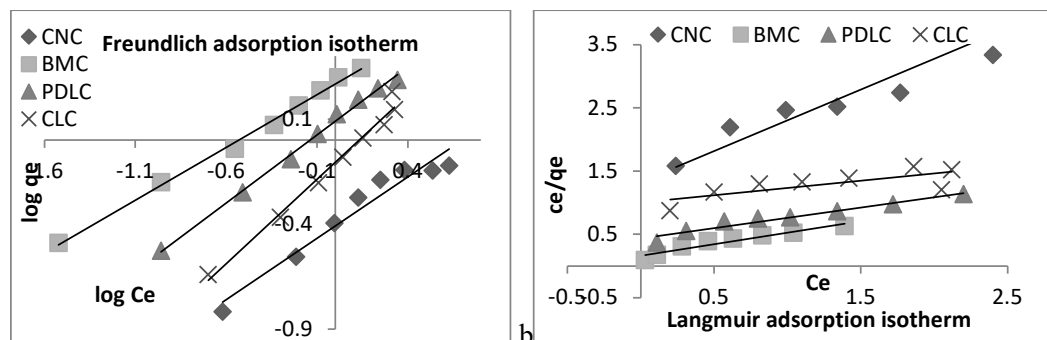 CNC
Freundlich adsorption isotherm
BMC
PDLC
CLC
0.1
-1.6 -1.1 -0.6 -0.1 0.4
log qe
-0.4
log Ce
-0.9
b
CNC BMC PDLC CLC
3.5
2.5
1.5
0.5
-0.5
-0.5 0.5 1.5 2.5
ce/qe
Ce
Langmuir adsorption isotherm